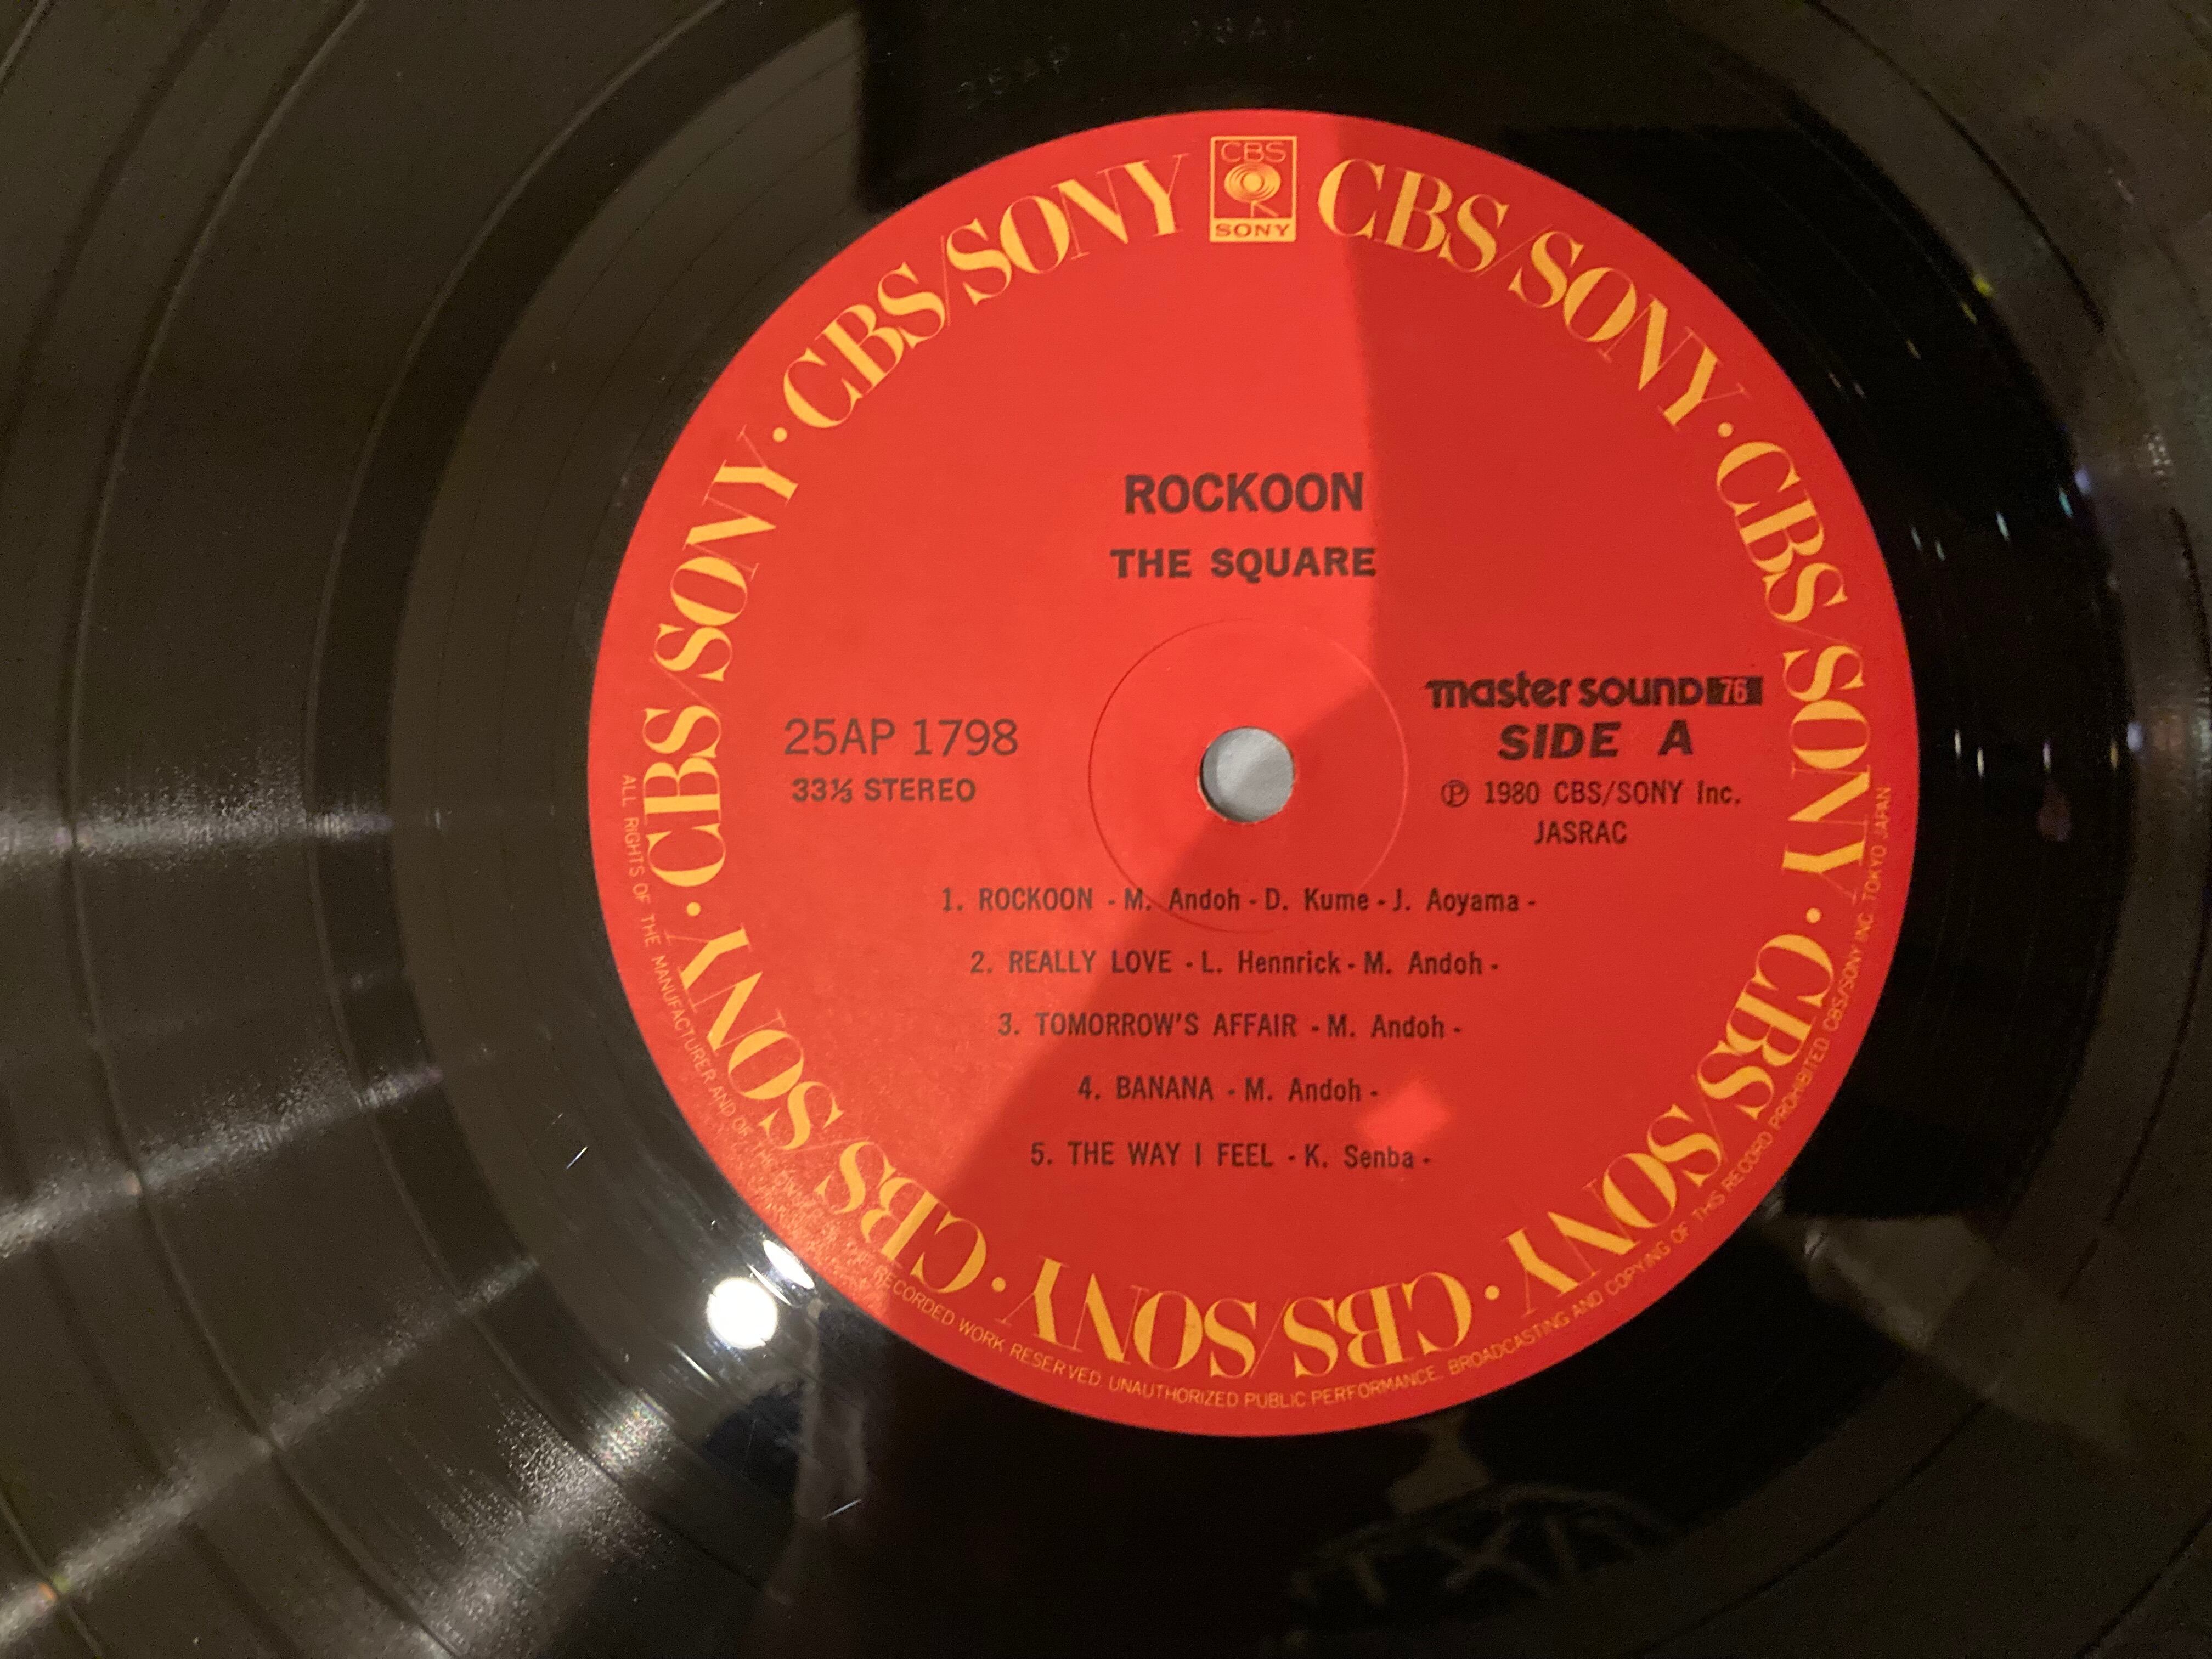 CBS
SONY
CBS/SONY · CBS/SONY · CBS/SONY · CBS/SONY · CBS/SONY · CBS/SONY · CBS/SONY · CBS/SONY
ROCKOON
THE SQUARE
25AP 1798
33⅓ STEREO
master sound 76
SIDE A
Ⓟ 1980 CBS/SONY Inc.
JASRAC
1. ROCKOON - M. Andoh - D. Kume - J. Aoyama -
2. REALLY LOVE - L. Hennrick - M. Andoh -
3. TOMORROW'S AFFAIR - M. Andoh -
4. BANANA - M. Andoh -
5. THE WAY I FEEL - K. Senba -
ALL RIGHTS OF THE MANUFACTURER AND OF THE RECORDED WORK RESERVED. UNAUTHORIZED PUBLIC PERFORMANCE. BROADCASTING AND COPYING OF THIS RECORD PROHIBITED. CBS/SONY INC. TOKYO JAPAN
25AP